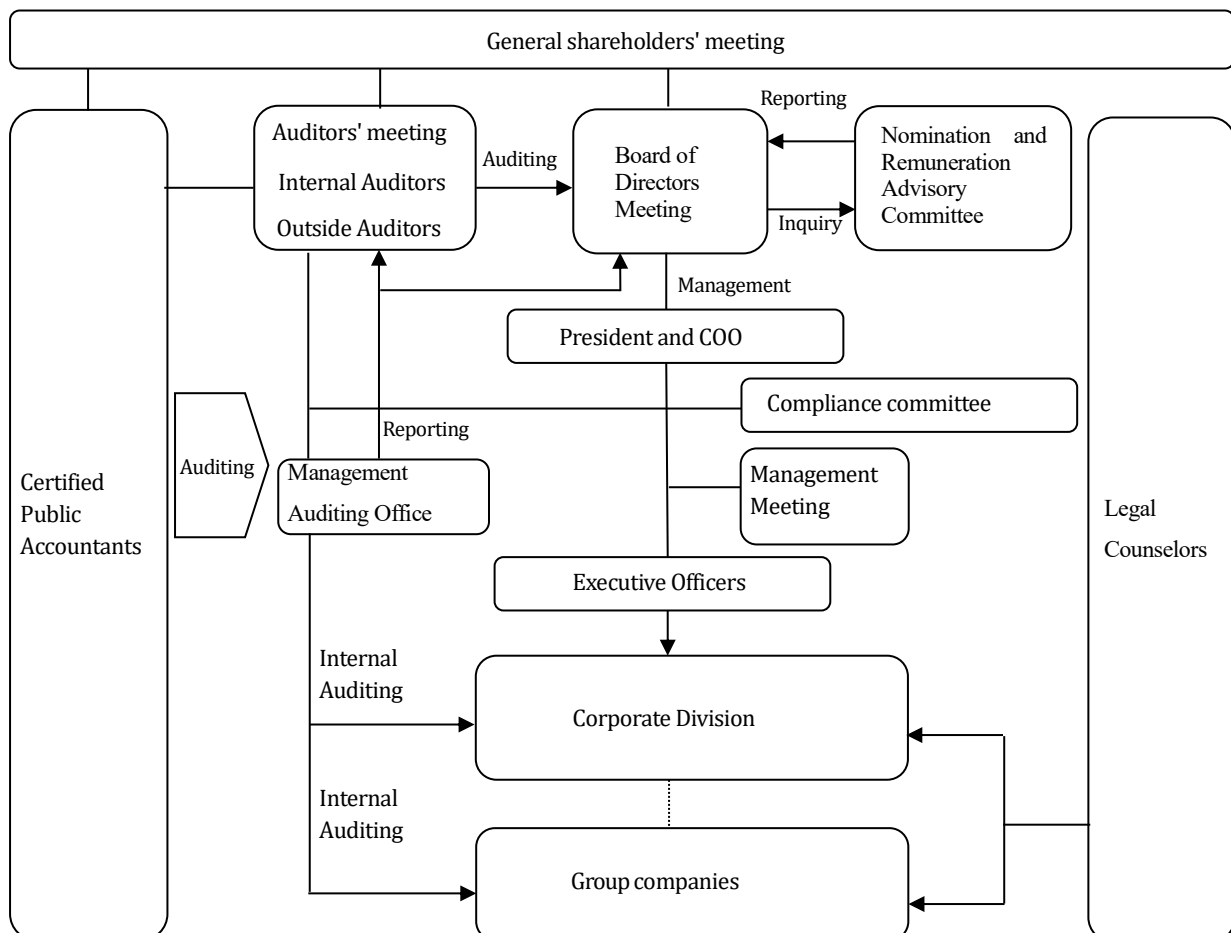 General shareholders' meeting
Reporting
Auditors' meeting
Internal Auditors
Outside Auditors
Auditing
Board of
Directors
Meeting
Nomination and
Remuneration
Advisory
Committee
Inquiry
Management
President and COO
Compliance committee
Reporting
Auditing
Management
Auditing Office
Management
Meeting
Certified
Public
Accountants
Legal
Counselors
Executive Officers
Internal
Auditing
Corporate Division
Internal
Auditing
Group companies